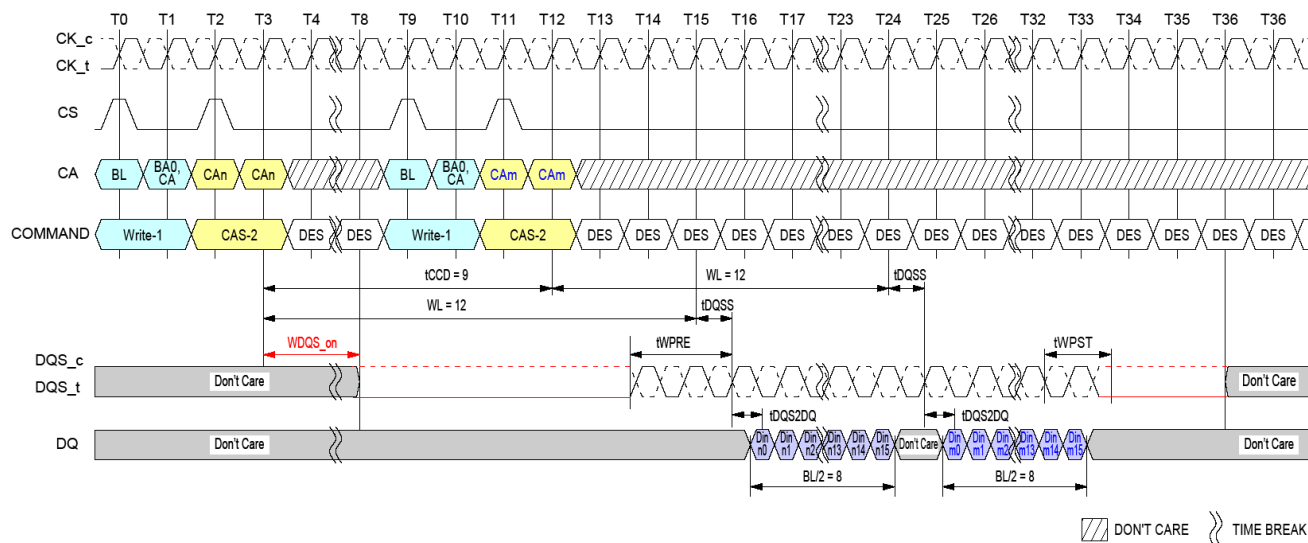 T0 T1 T2 T3 T4 T8 T9 T10 T12 T13 T14 T15 T16 T17 T23 T24 T25 T26 T32 T33 T34 T35 T36 T36
CK_c
CK_t
CS
CA BL BA0, CA CAn CAn BL BA0, CA CAm CAm
COMMAND Write-1 CAS-2 DES DES Write-1 CAS-2 DES DES DES DES DES DES DES DES DES DES DES DES DES DES DES
tCCD = 9 WL = 12 tDQSS
WL = 12 tDQSS
WDQS_on tWPRE tWPST
DQS_c
DQS_t Don't Care Don't Care
tDQS2DQ tDQS2DQ
DQ Don't Care Din n0 Din n1 Din n2 Din n13 Din n14 Din n15 Don't Care Din m0 Din m1 Din m2 Din m13 Din m14 Din m15 Don't Care
BL/2 = 8 BL/2 = 8
DON'T CARE TIME BREAK